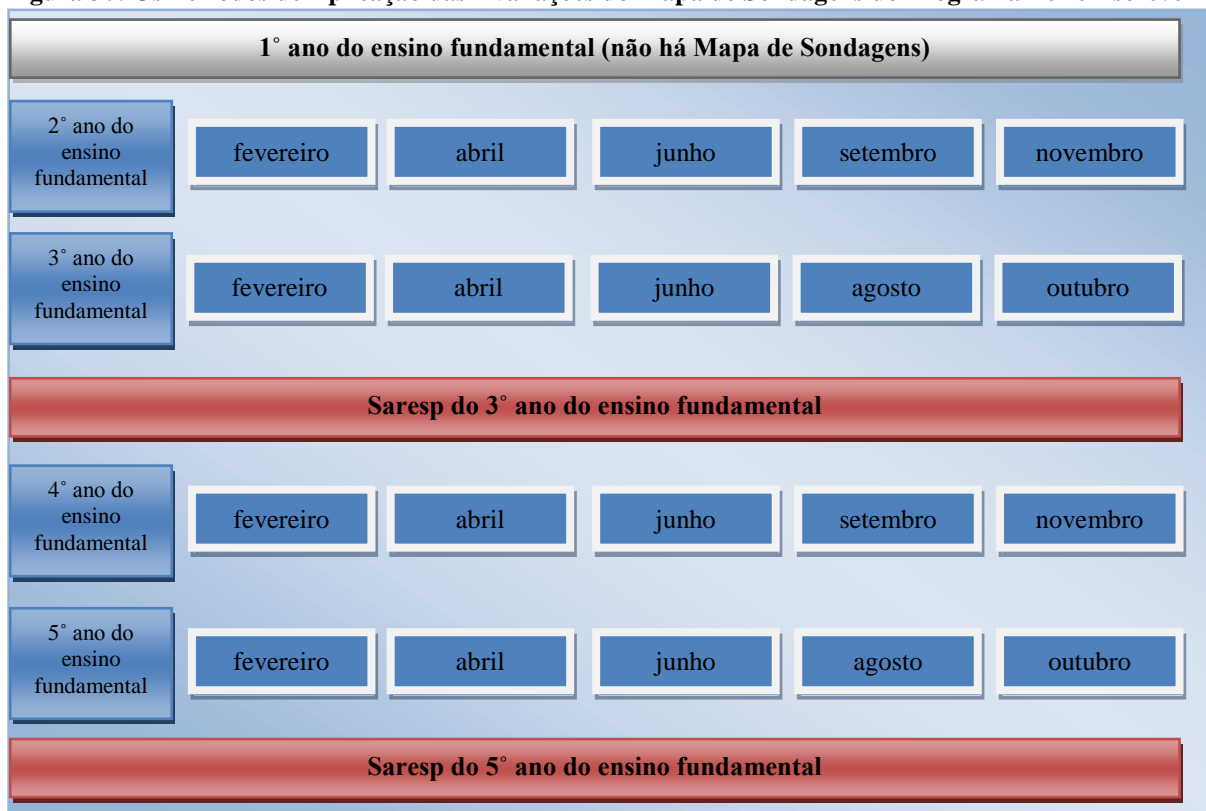 1˚ ano do ensino fundamental (não há Mapa de Sondagens)
2˚ ano do
ensino
fundamental
fevereiro
abril
junho
setembro
novembro
3˚ ano do
ensino
fundamental
fevereiro
abril
junho
agosto
outubro
Saresp do 3˚ ano do ensino fundamental
4˚ ano do
ensino
fundamental
fevereiro
abril
junho
setembro
novembro
5˚ ano do
ensino
fundamental
fevereiro
abril
junho
agosto
outubro
Saresp do 5˚ ano do ensino fundamental